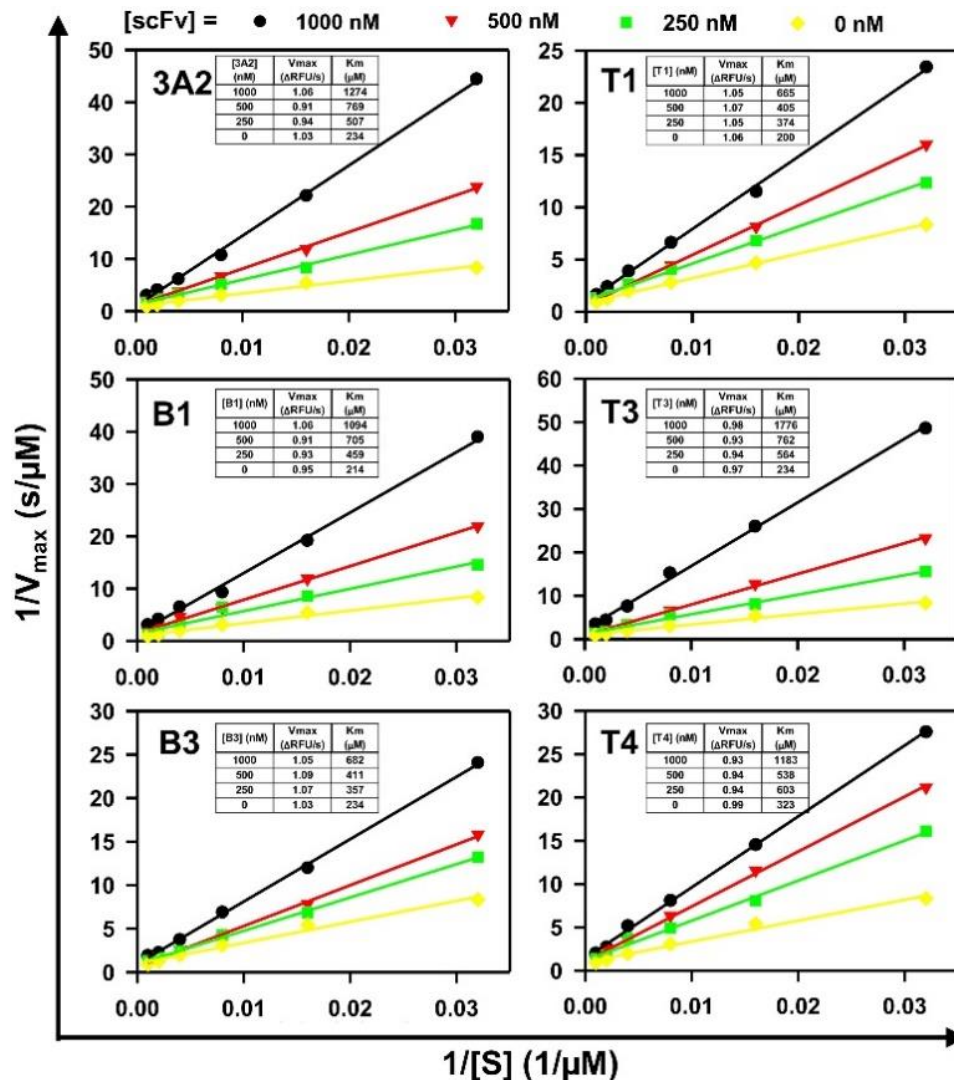 [scFv] = 1000 nM 500 nM 250 nM 0 nM
1/Vmax (s/µM)
3A2
[3A2] (nM) Vmax (ΔRFU/s) Km (µM)
1000 1.06 1274
500 0.91 769
250 0.94 507
0 1.03 234
50
40
30
20
10
0
0.00 0.01 0.02 0.03
T1
[T1] (nM) Vmax (ΔRFU/s) Km (µM)
1000 1.05 665
500 1.07 405
250 1.05 374
0 1.06 200
25
20
15
10
5
0
0.00 0.01 0.02 0.03
B1
[B1] (nM) Vmax (ΔRFU/s) Km (µM)
1000 1.06 1094
500 0.91 705
250 0.93 459
0 0.95 214
50
40
30
20
10
0
0.00 0.01 0.02 0.03
T3
[T3] (nM) Vmax (ΔRFU/s) Km (µM)
1000 0.98 1776
500 0.93 762
250 0.94 564
0 0.97 234
60
50
40
30
20
10
0
0.00 0.01 0.02 0.03
B3
[B3] (nM) Vmax (ΔRFU/s) Km (µM)
1000 1.05 682
500 1.09 411
250 1.07 357
0 1.03 234
30
25
20
15
10
5
0
0.00 0.01 0.02 0.03
T4
[T4] (nM) Vmax (ΔRFU/s) Km (µM)
1000 0.93 1183
500 0.94 538
250 0.94 603
0 0.99 323
30
25
20
15
10
5
0
0.00 0.01 0.02 0.03
1/[S] (1/µM)